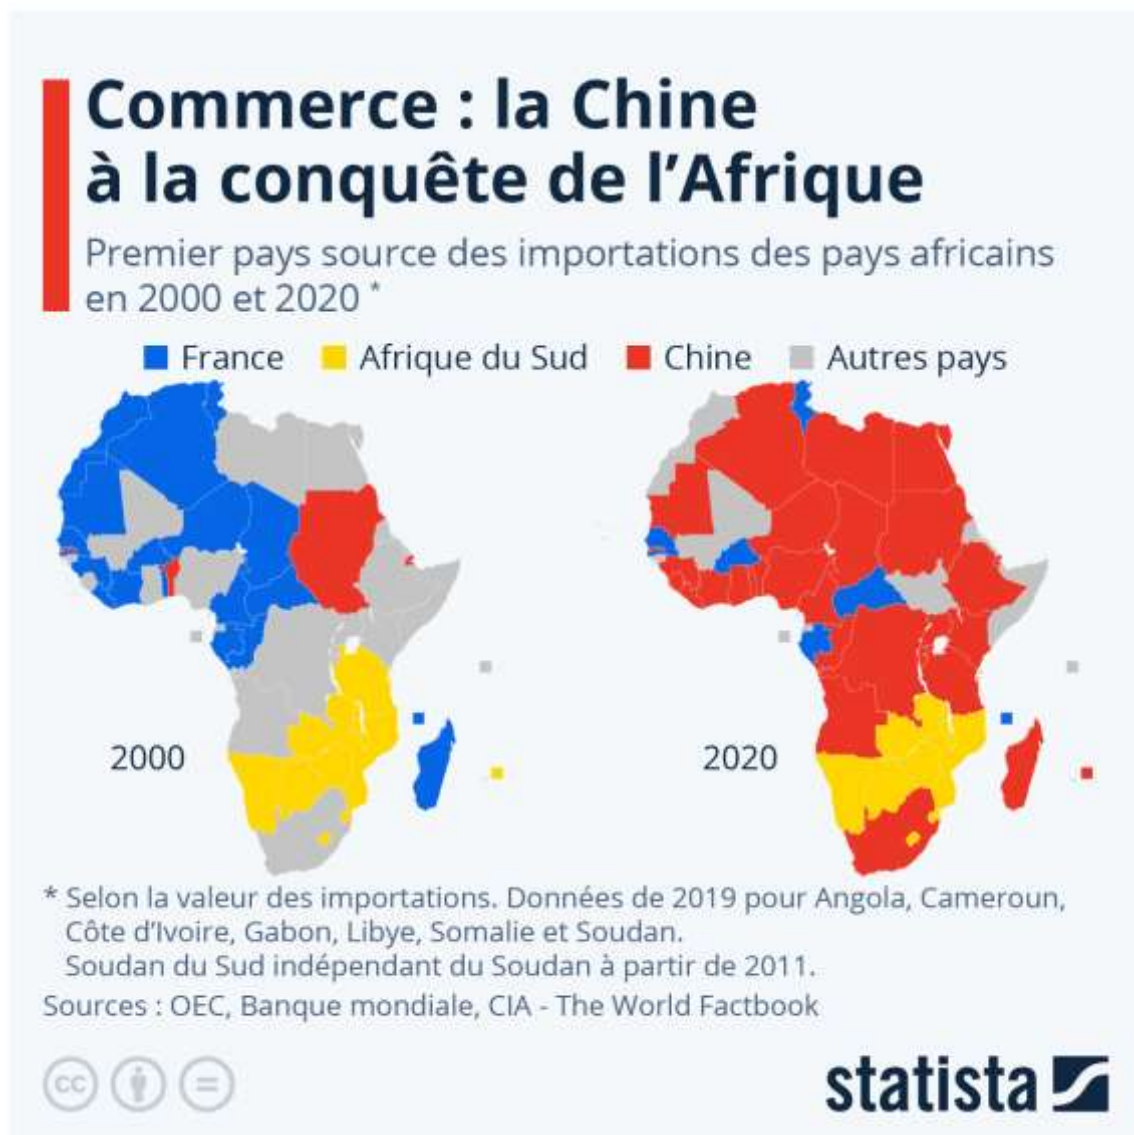 Commerce : la Chine
à la conquête de l'Afrique
Premier pays source des importations des pays africains
en 2000 et 2020 *
France Afrique du Sud Chine Autres pays
2000 2020
* Selon la valeur des importations. Données de 2019 pour Angola, Cameroun,
Côte d'Ivoire, Gabon, Libye, Somalie et Soudan.
Soudan du Sud indépendant du Soudan à partir de 2011.
Sources : OEC, Banque mondiale, CIA - The World Factbook
cc =
statista